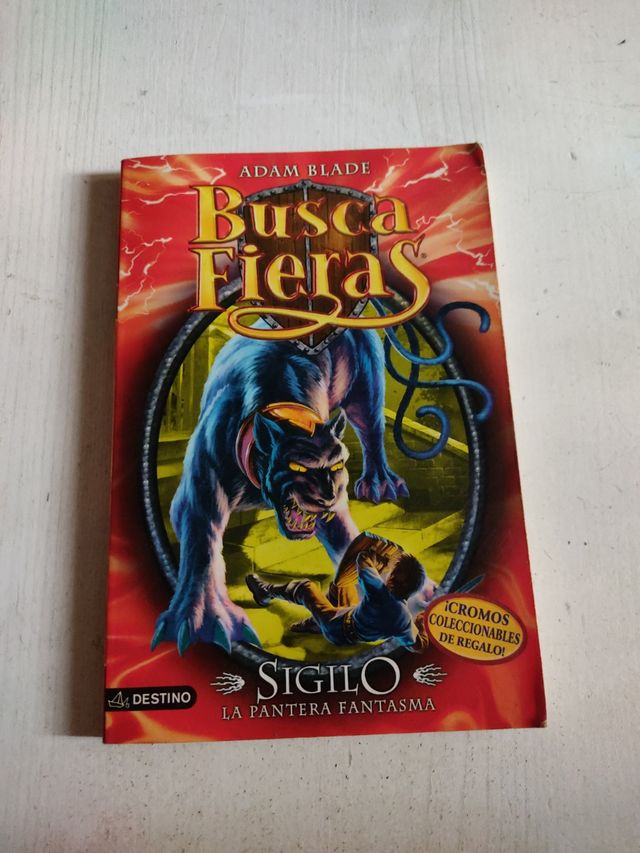 ADAM BLADE
BUSCA
FIERAS®
¡CROMOS
COLECCIONABLES
DE REGALO!
SIGILO
LA PANTERA FANTASMA
DESTINO